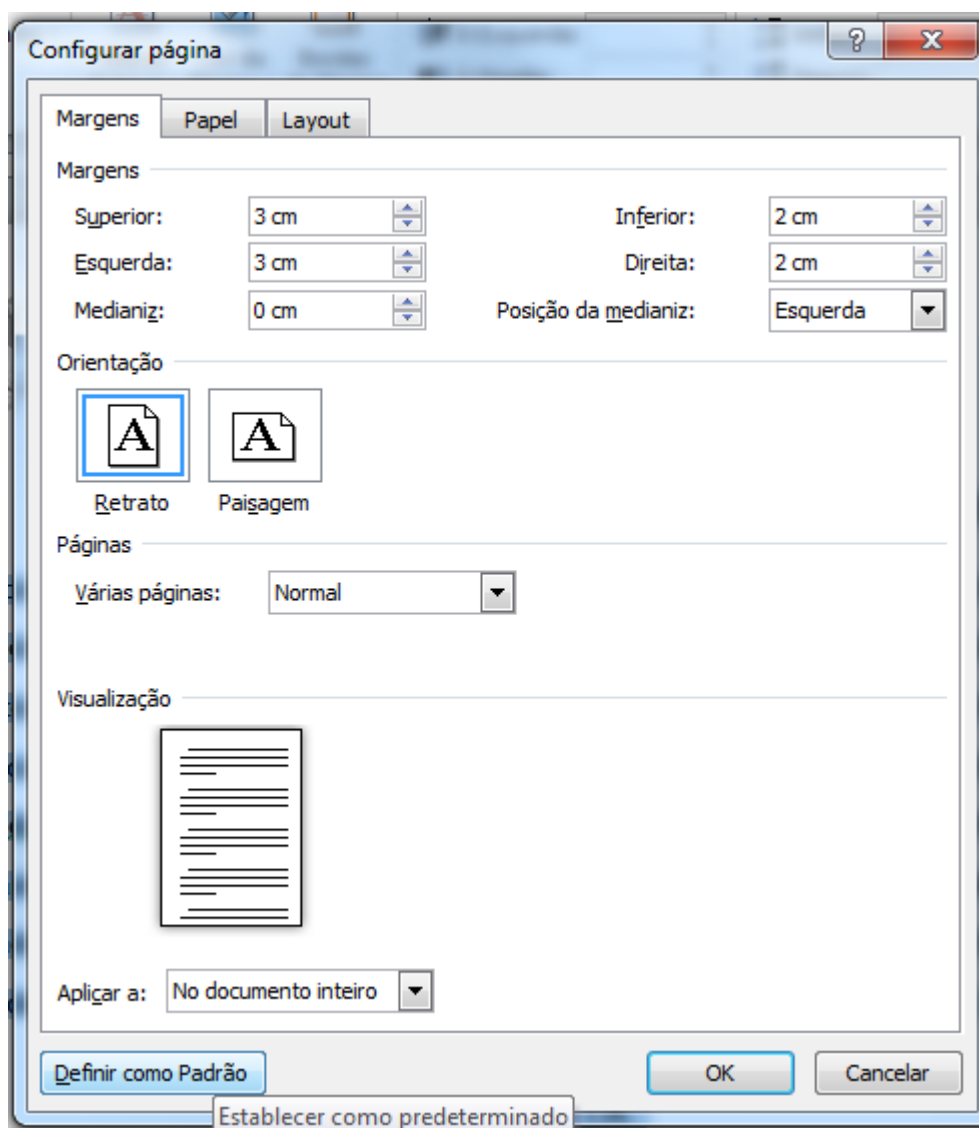 Configurar página
Margens Papel Layout
Margens
Superior: 3 cm Inferior: 2 cm
Esquerda: 3 cm Direita: 2 cm
Medianiz: 0 cm Posição da medianiz: Esquerda
Orientação
A A
Retrato Paisagem
Páginas
Várias páginas: Normal
Visualização
Aplicar a: No documento inteiro
Definir como Padrão OK Cancelar
Establecer como predeterminado